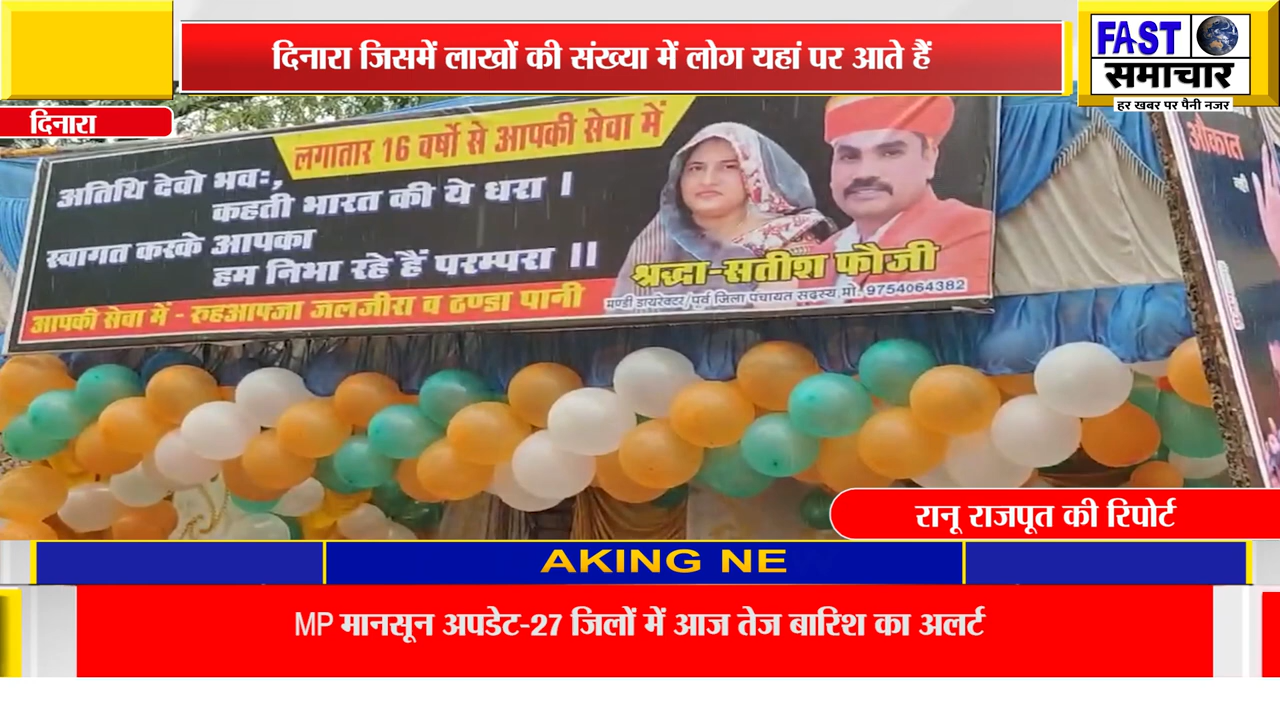 दिनारा जिसमें लाखों की संख्या में लोग यहां पर आते हैं
FAST
समाचार
हर खबर पर पैनी नजर
दिनारा
लगातार 16 वर्षो से आपकी सेवा में
अतिथि देवो भवः,
कहती भारत की ये धरा ।
स्वागत करके आपका
हम निभा रहे हैं परम्परा ॥
श्रद्धा-सतीश फौजी
मण्डी डायरेक्टर/पूर्व जिला पंचायत सदस्य,मो. 9754064382
आपकी सेवा में - रुहआफ्जा जलजीरा व ठण्डा पानी
औकात
रानू राजपूत की रिपोर्ट
AKING NE
MP मानसून अपडेट-27 जिलों में आज तेज बारिश का अलर्ट